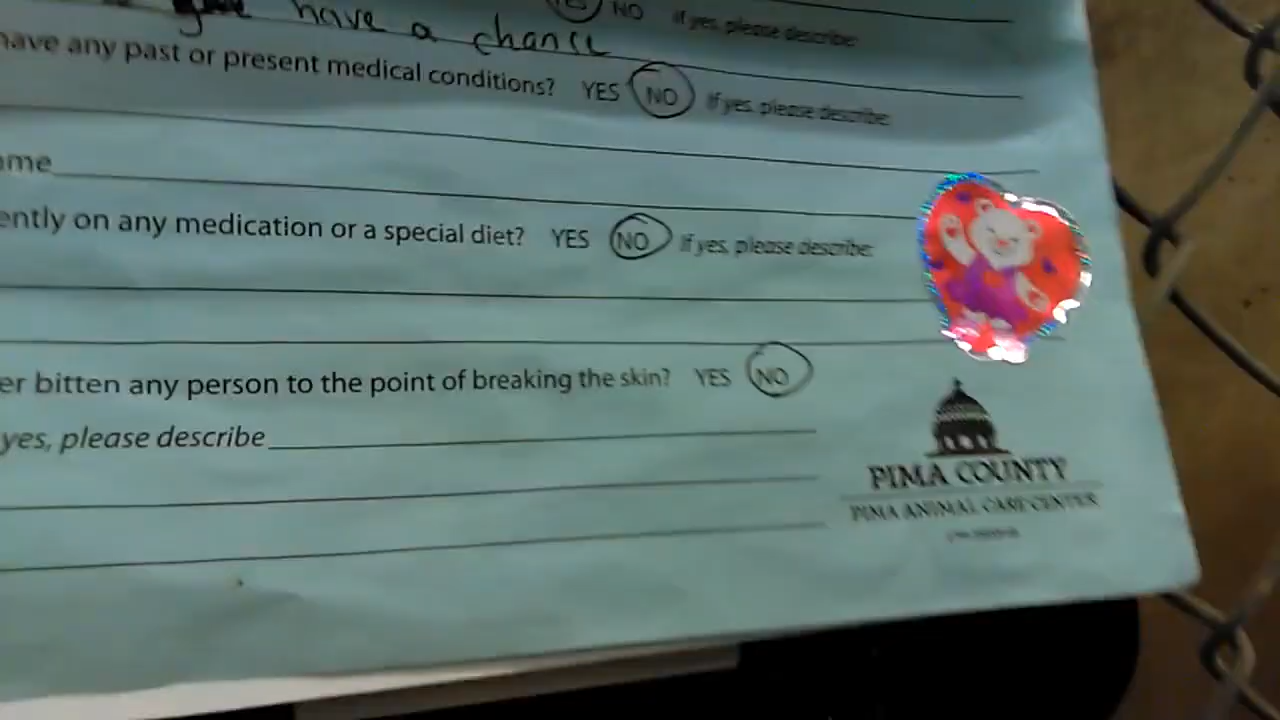 YES NO If yes, please describe:
have a chance
have any past or present medical conditions? YES NO If yes, please describe:
ame
ently on any medication or a special diet? YES NO If yes, please describe:
er bitten any person to the point of breaking the skin? YES NO
yes, please describe
PIMA COUNTY
PIMA ANIMAL CARE CENTER